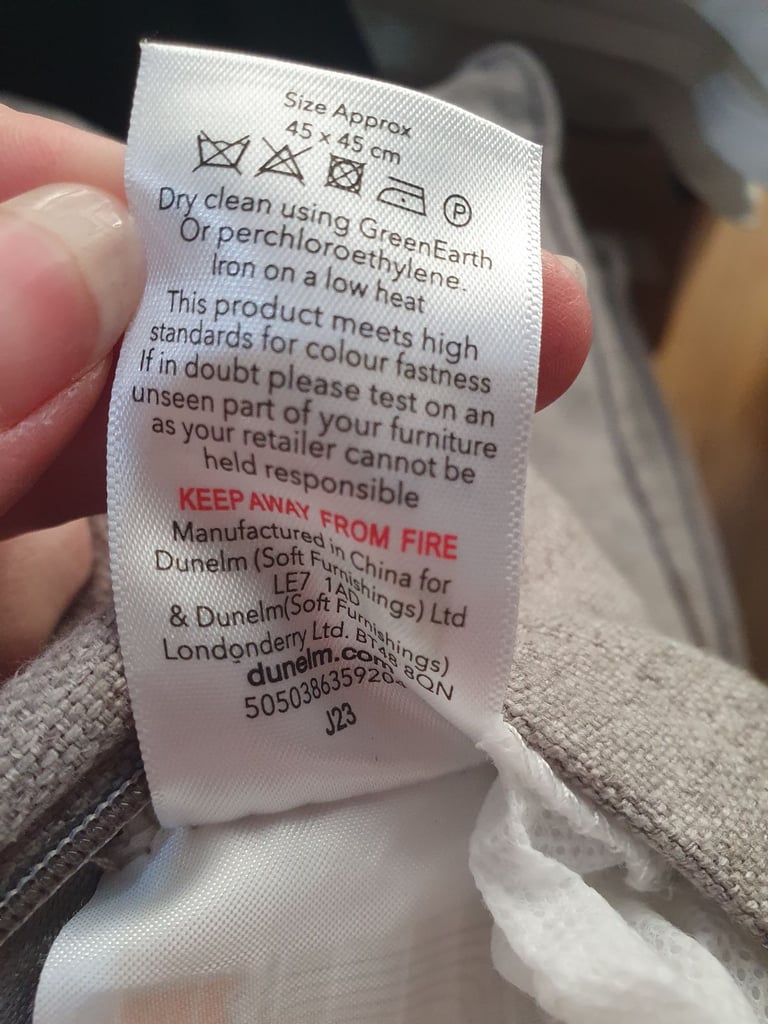 Size Approx
45 x 45 cm
P
Dry clean using GreenEarth
Or perchloroethylene.
Iron on a low heat
This product meets high
standards for colour fastness
If in doubt please test on an
unseen part of your furniture
as your retailer cannot be
held responsible
KEEP AWAY FROM FIRE
Manufactured in China for
Dunelm (Soft Furnishings) Ltd
LE7 1AD
& Dunelm(Soft Furnishings)
Londonderry Ltd. BT48 8QN
dunelm.com
J23